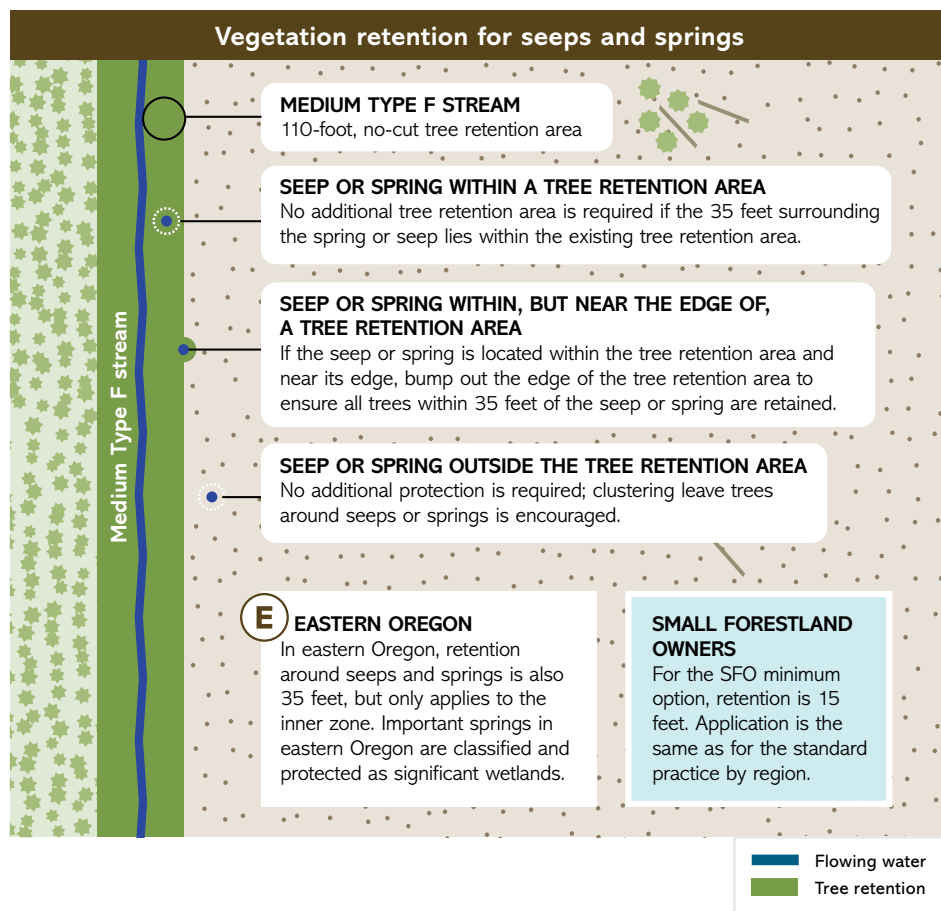 Vegetation retention for seeps and springs
MEDIUM TYPE F STREAM
110-foot, no-cut tree retention area
SEEP OR SPRING WITHIN A TREE RETENTION AREA
No additional tree retention area is required if the 35 feet surrounding
the spring or seep lies within the existing tree retention area.
SEEP OR SPRING WITHIN, BUT NEAR THE EDGE OF,
A TREE RETENTION AREA
If the seep or spring is located within the tree retention area and
near its edge, bump out the edge of the tree retention area to
ensure all trees within 35 feet of the seep or spring are retained.
Medium Type F stream
SEEP OR SPRING OUTSIDE THE TREE RETENTION AREA
No additional protection is required; clustering leave trees
around seeps or springs is encouraged.
E
EASTERN OREGON
In eastern Oregon, retention
around seeps and springs is also
35 feet, but only applies to the
inner zone. Important springs in
eastern Oregon are classified and
protected as significant wetlands.
SMALL FORESTLAND
OWNERS
For the SFO minimum
option, retention is 15
feet. Application is the
same as for the standard
practice by region.
Flowing water
Tree retention